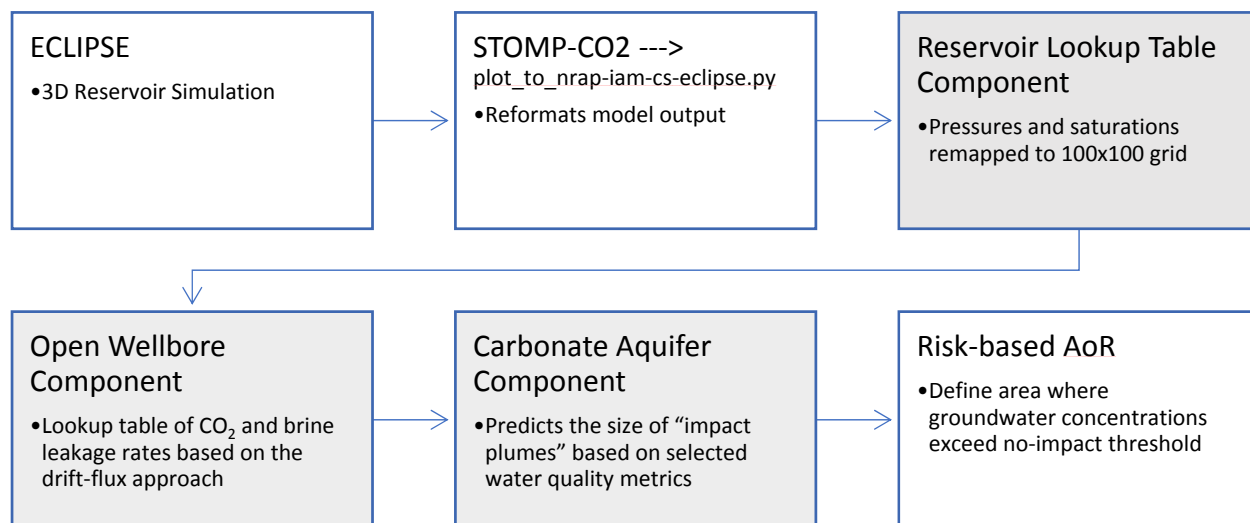 ECLIPSE
•3D Reservoir Simulation
STOMP-CO2 --->
plot_to_nrap-iam-cs-eclipse.py
•Reformats model output
Reservoir Lookup Table
Component
•Pressures and saturations
remapped to 100x100 grid
Open Wellbore
Component
•Lookup table of CO₂ and brine
leakage rates based on the
drift-flux approach
Carbonate Aquifer
Component
•Predicts the size of “impact
plumes” based on selected
water quality metrics
Risk-based AoR
•Define area where
groundwater concentrations
exceed no-impact threshold